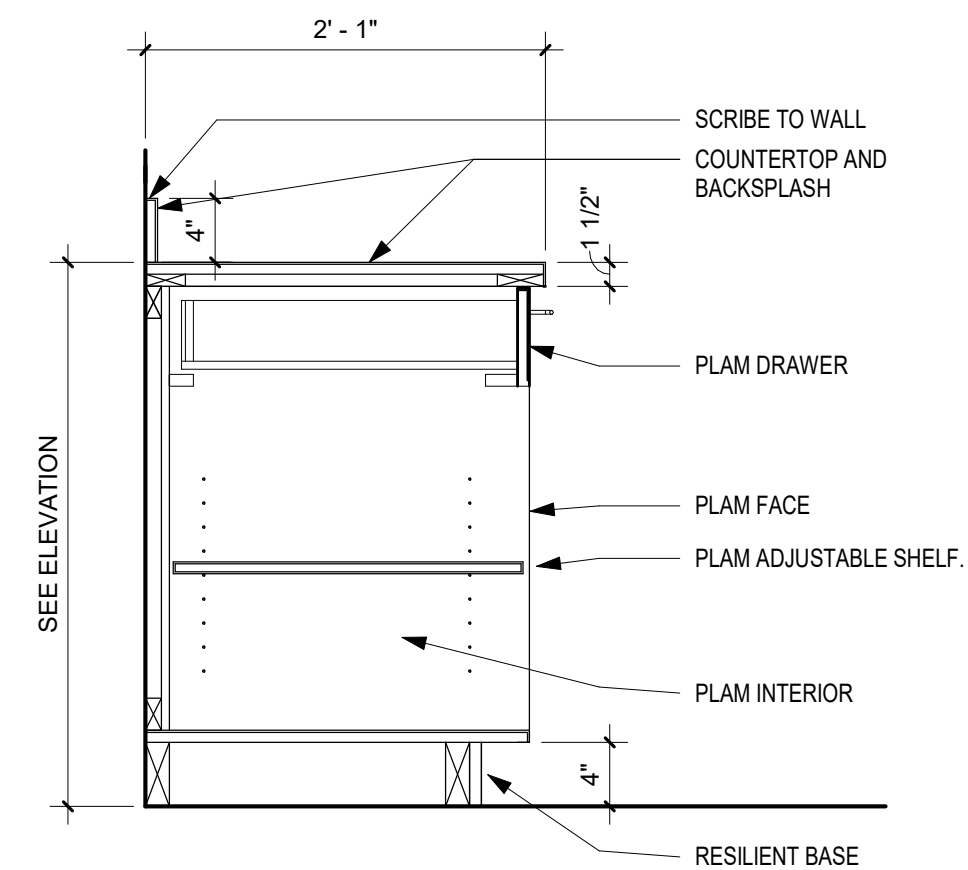 2' - 1"
SCRIBE TO WALL
COUNTERTOP AND
BACKSPLASH
4"
1 1/2"
PLAM DRAWER
SEE ELEVATION
PLAM FACE
PLAM ADJUSTABLE SHELF.
PLAM INTERIOR
4"
RESILIENT BASE